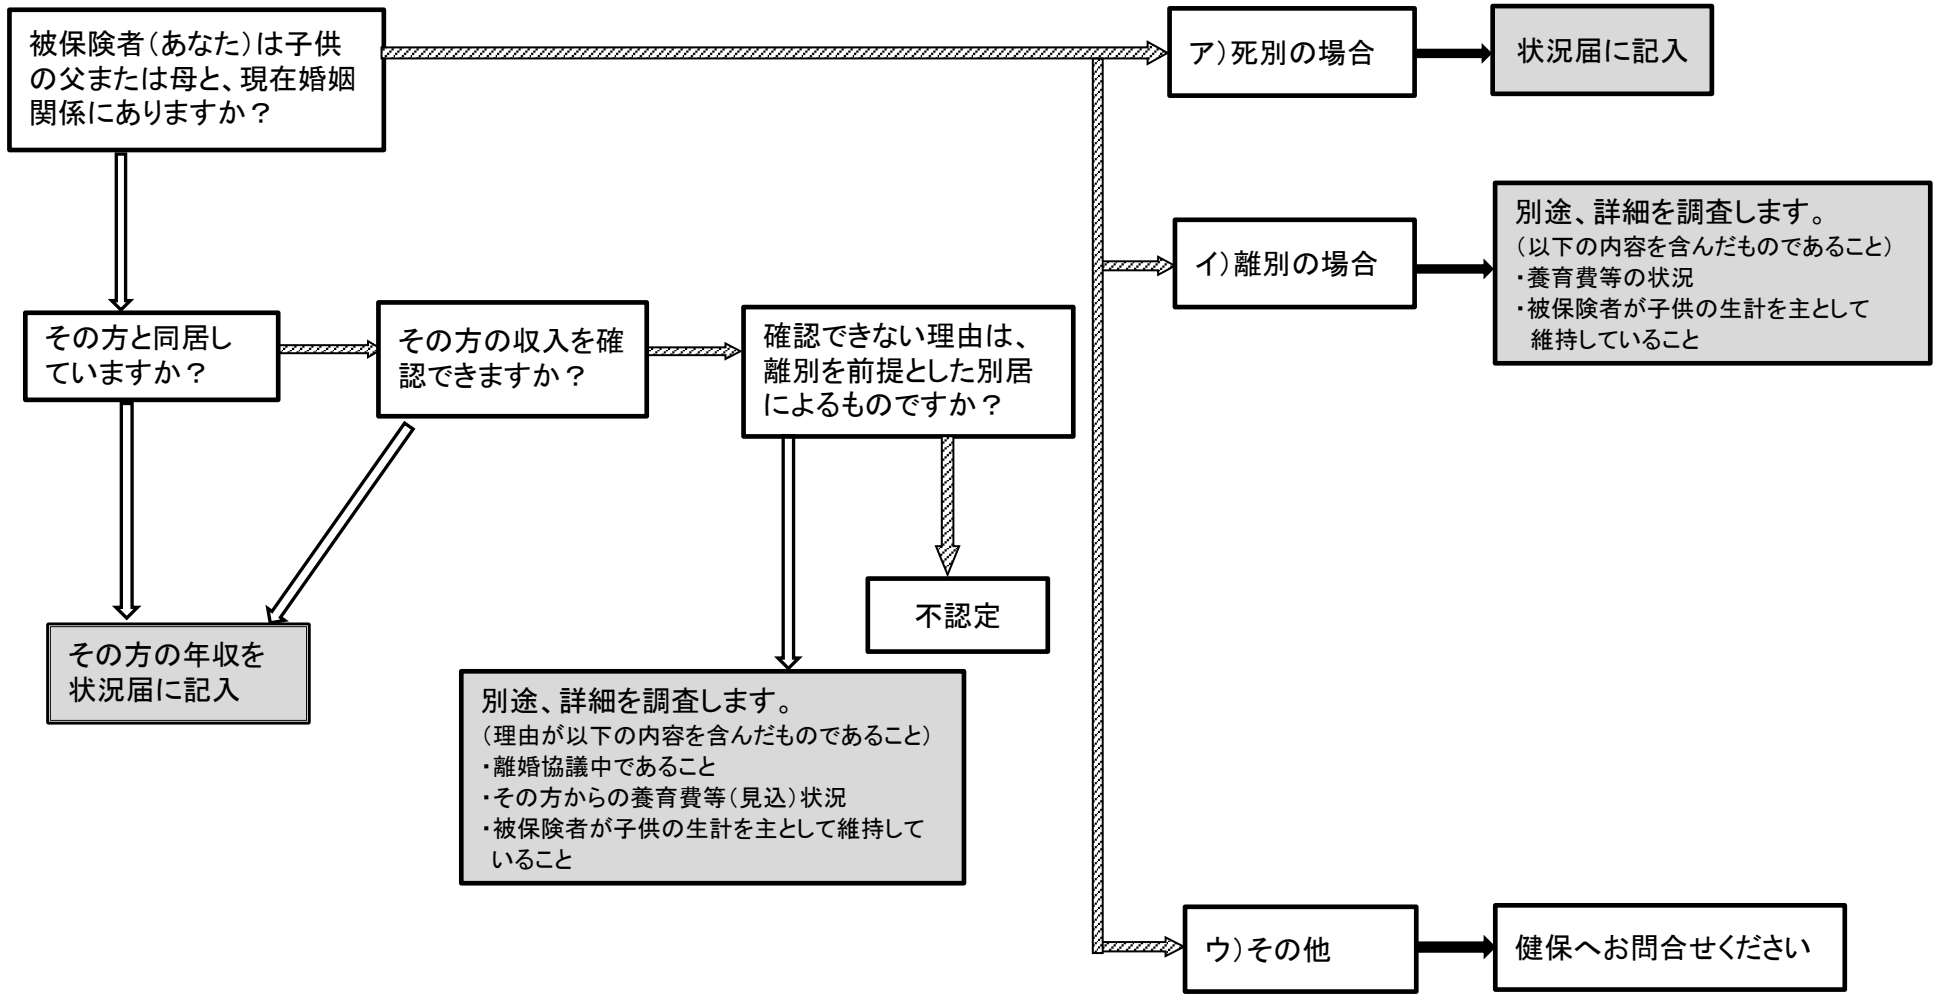 被保険者(あなた)は子供
の父または母と、現在婚姻
関係にありますか？
ア)死別の場合
状況届に記入
イ)離別の場合
別途、詳細を調査します。
(以下の内容を含んだものであること)
・養育費等の状況
・被保険者が子供の生計を主として
維持していること
その方と同居し
ていますか？
その方の収入を確
認できますか？
確認できない理由は、
離別を前提とした別居
によるものですか？
不認定
その方の年収を
状況届に記入
別途、詳細を調査します。
(理由が以下の内容を含んだものであること)
・離婚協議中であること
・その方からの養育費等(見込)状況
・被保険者が子供の生計を主として維持して
いること
ウ)その他
健保へお問合せください